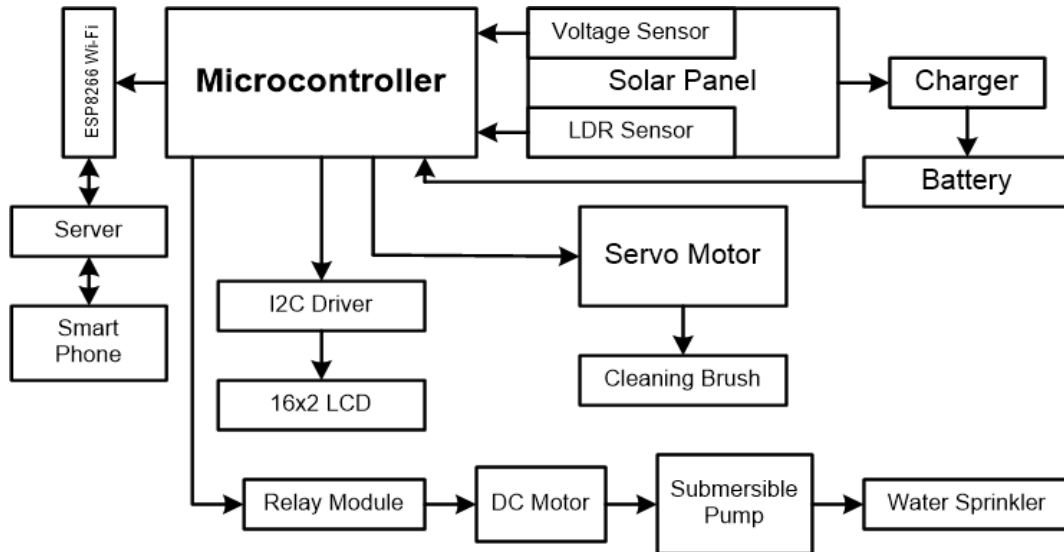 ESP8266 Wi-Fi
Microcontroller
Voltage Sensor
Solar Panel
LDR Sensor
Charger
Battery
Server
Smart
Phone
I2C Driver
16x2 LCD
Servo Motor
Cleaning Brush
Relay Module
DC Motor
Submersible
Pump
Water Sprinkler